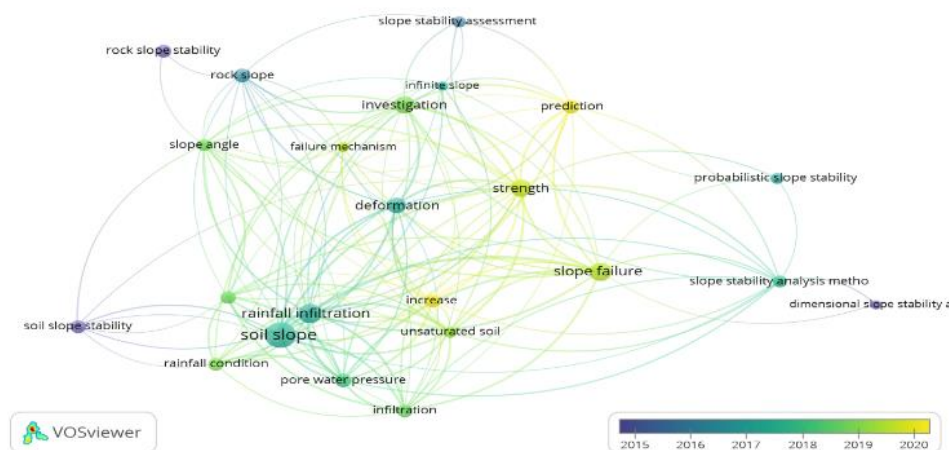 slope stability assessment
rock slope stability
rock slope
infinite slope
investigation
prediction
slope angle
failure mechanism
probabilistic slope stability
strength
deformation
slope failure
slope stability analysis metho
increase
dimensional slope stability a
rainfall infiltration
soil slope stability
unsaturated soil
soil slope
rainfall condition
pore water pressure
infiltration
VOSviewer
2015 2016 2017 2018 2019 2020